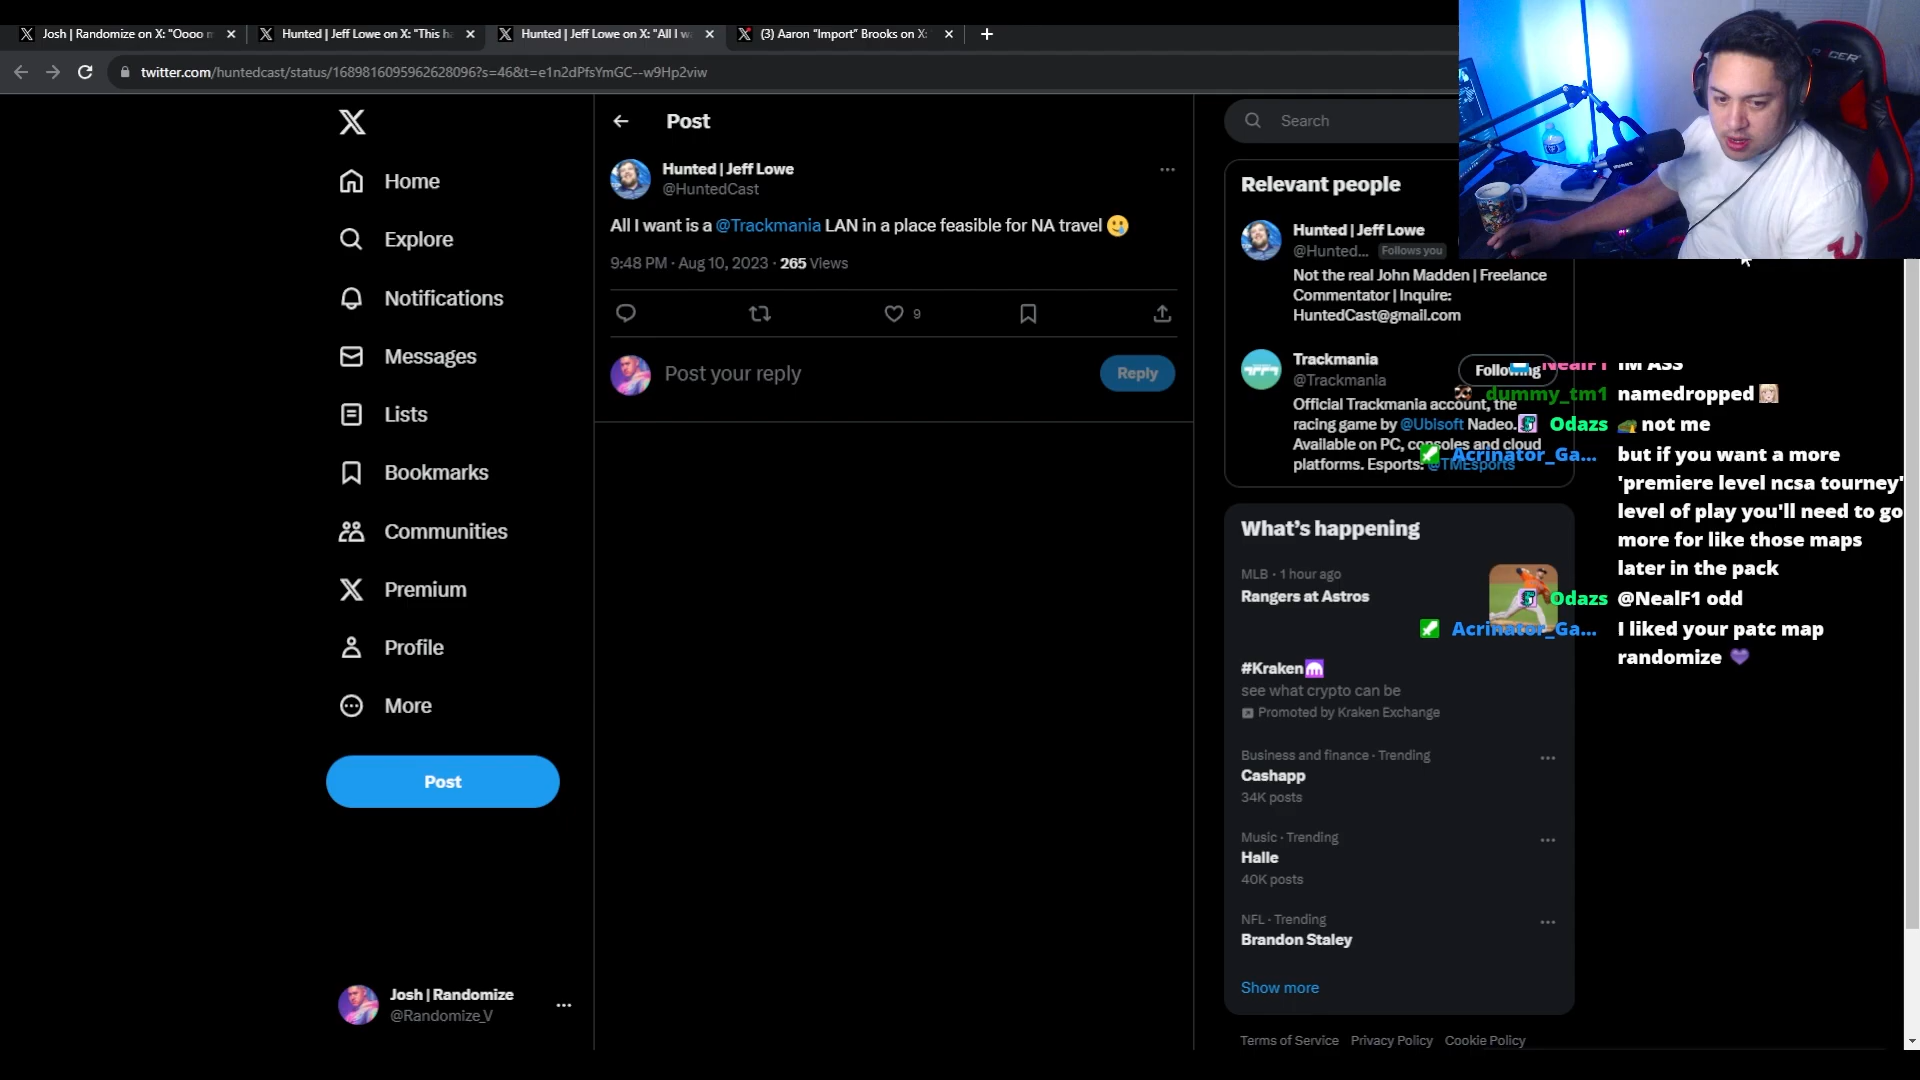 Josh | Randomize on X: "Oooo m
Hunted | Jeff Lowe on X: "This ha
Hunted | Jeff Lowe on X: "All I w
(3) Aaron "Import" Brooks on X:
twitter.com/huntedcast/status/1689816095962628096?s=46&t=e1n2dPfsYmGC--w9Hp2viw
Home
Explore
Notifications
Messages
Lists
Bookmarks
Communities
Premium
Profile
More
Post
Josh | Randomize
@Randomize_V
Post
Hunted | Jeff Lowe
@HuntedCast
All I want is a @Trackmania LAN in a place feasible for NA travel 🥲
9:48 PM · Aug 10, 2023 · 265 Views
9
Post your reply
Reply
Search
Relevant people
Hunted | Jeff Lowe
@Hunted... Follows you
Not the real John Madden | Freelance
Commentator | Inquire:
HuntedCast@gmail.com
Trackmania
@Trackmania
Following
Official Trackmania account, the
racing game by @Ubisoft Nadeo.
Available on PC, consoles and cloud
platforms. Esports: @TMEsports
What's happening
MLB · 1 hour ago
Rangers at Astros
#Kraken
see what crypto can be
Promoted by Kraken Exchange
Business and finance · Trending
Cashapp
34K posts
Music · Trending
Halle
40K posts
NFL · Trending
Brandon Staley
Show more
Terms of Service Privacy Policy Cookie Policy
NealF1 IM ASS
dummy_tm1 namedropped
Odazs not me
Acrinator_Ga... but if you want a more
'premiere level ncsa tourney'
level of play you'll need to go
more for like those maps
later in the pack
Odazs @NealF1 odd
Acrinator_Ga... I liked your patc map
randomize 💜